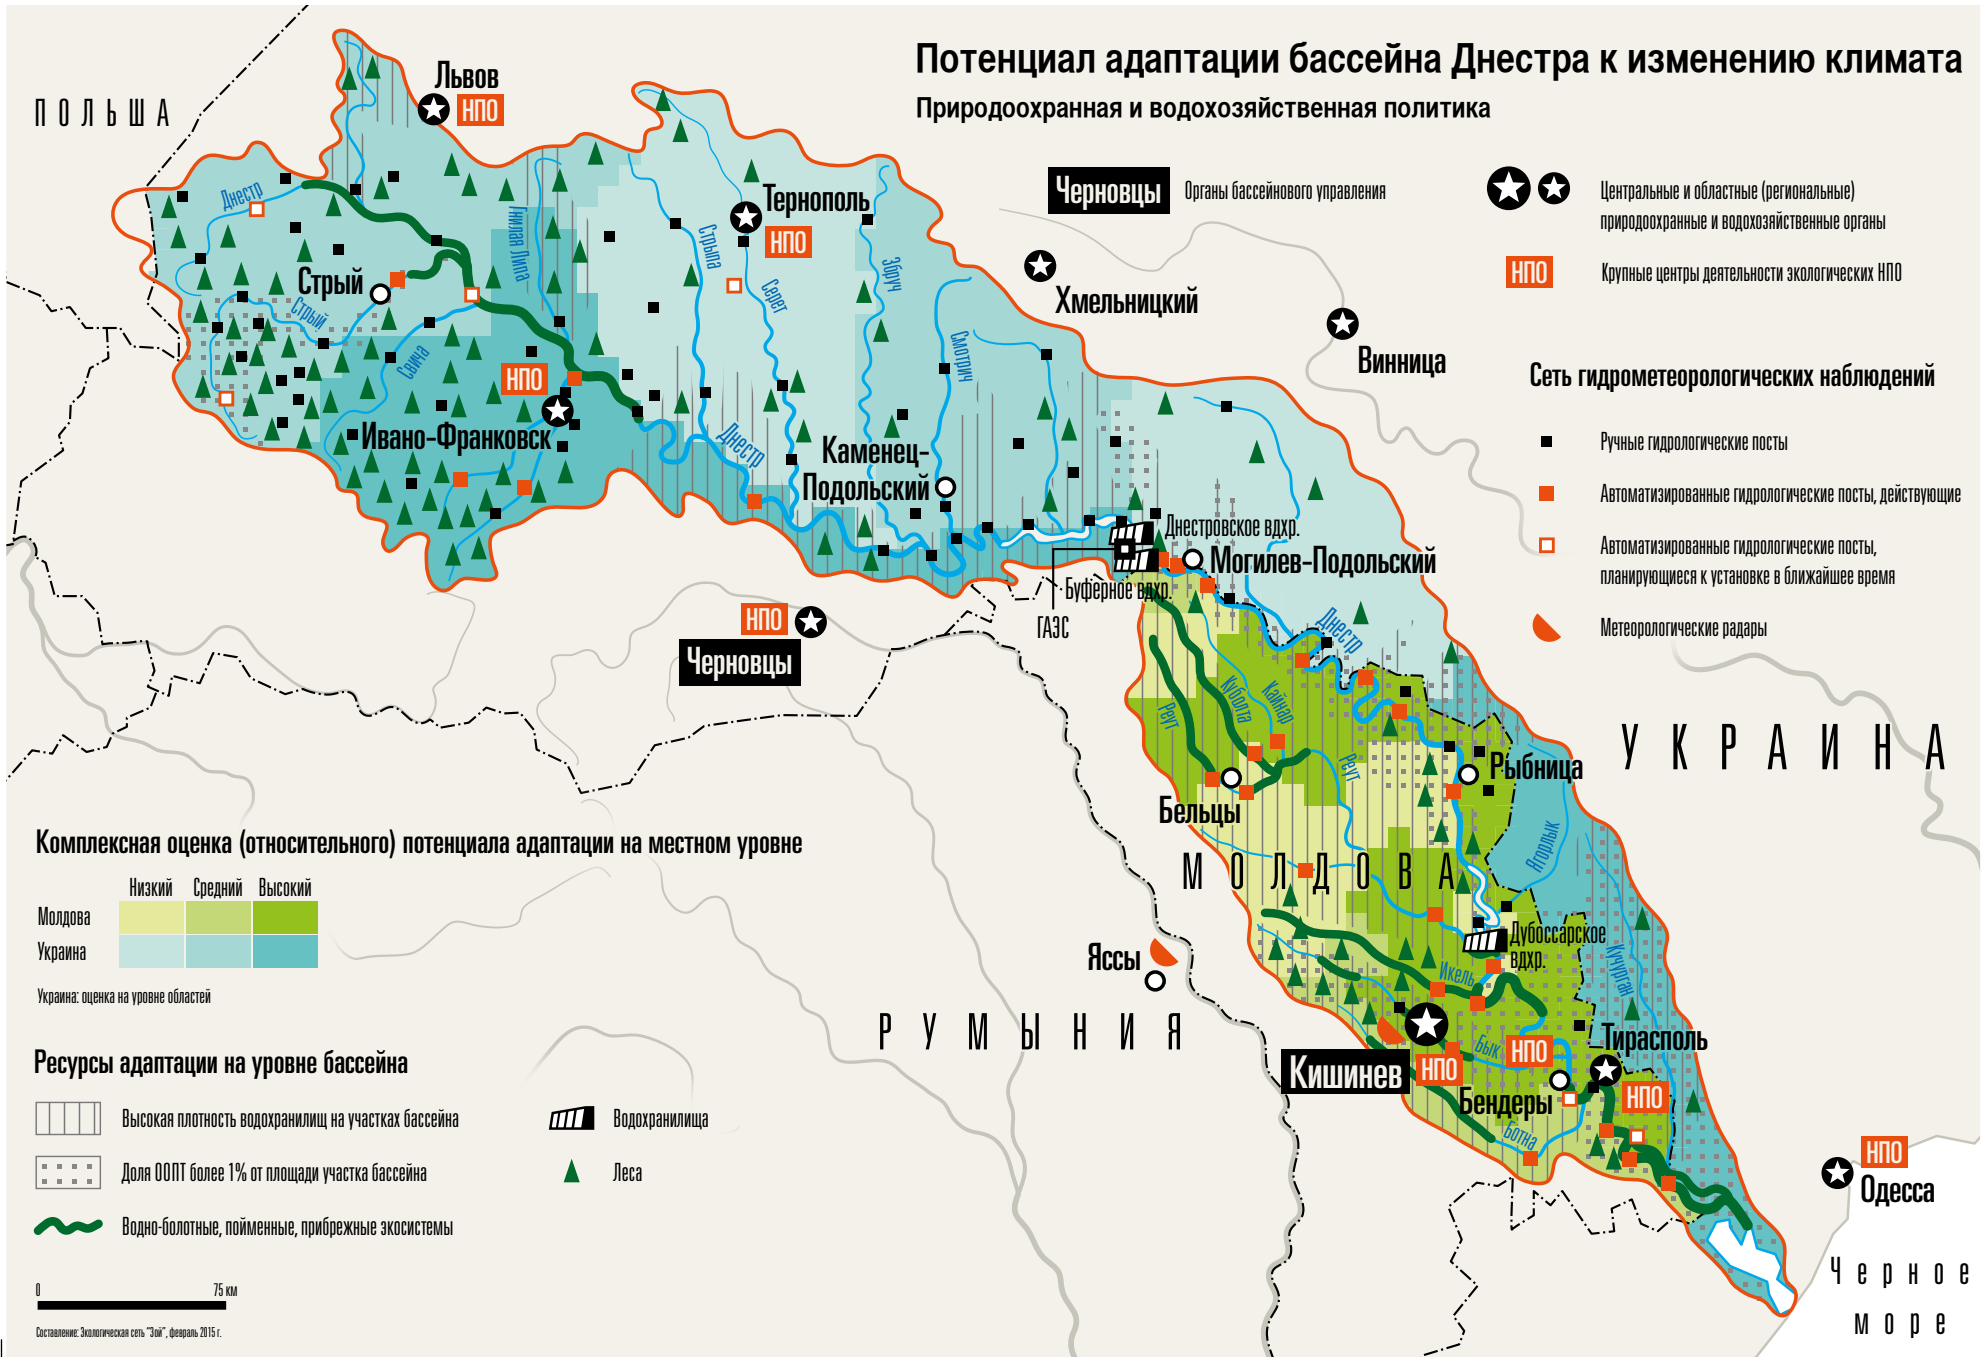 Потенциал адаптации бассейна Днестра к изменению климата
Природоохранная и водохозяйственная политика
Черновцы
Органы бассейнового управления
Центральные и областные (региональные)
природоохранные и водохозяйственные органы
НПО
Крупные центры деятельности экологических НПО
Сеть гидрометеорологических наблюдений
Ручные гидрологические посты
Автоматизированные гидрологические посты, действующие
Автоматизированные гидрологические посты,
планирующиеся к установке в ближайшее время
Метеорологические радары
ПОЛЬША
Львов
НПО
Днестр
Гнилая Липа
Тернополь
НПО
Стрыпа
Серет
Збруч
Хмельницкий
Винница
Стрый
Стрый
Свича
НПО
Ивано-Франковск
Днестр
Смотрич
Каменец-
Подольский
Днестровское вдхр.
Могилев-Подольский
Буферное вдхр.
ГАЭС
НПО
Черновцы
Днестр
Реут
Куболта
Кайнар
Реут
УКРАИНА
Рыбница
Бельцы
Ягорлык
МОЛДОВА
Дубоссарское
вдхр.
Кучурган
Яссы
Икель
РУМЫНИЯ
Кишинев
НПО
Бык
НПО
Тирасполь
Бендеры
НПО
Ботна
НПО
Одесса
Черное
море
Комплексная оценка (относительного) потенциала адаптации на местном уровне
Низкий Средний Высокий
Молдова
Украина
Украина: оценка на уровне областей
Ресурсы адаптации на уровне бассейна
Высокая плотность водохранилищ на участках бассейна
Водохранилища
Доля ООПТ более 1% от площади участка бассейна
Леса
Водно-болотные, пойменные, прибрежные экосистемы
0 75 км
Составление: Экологическая сеть "Зой", февраль 2015 г.